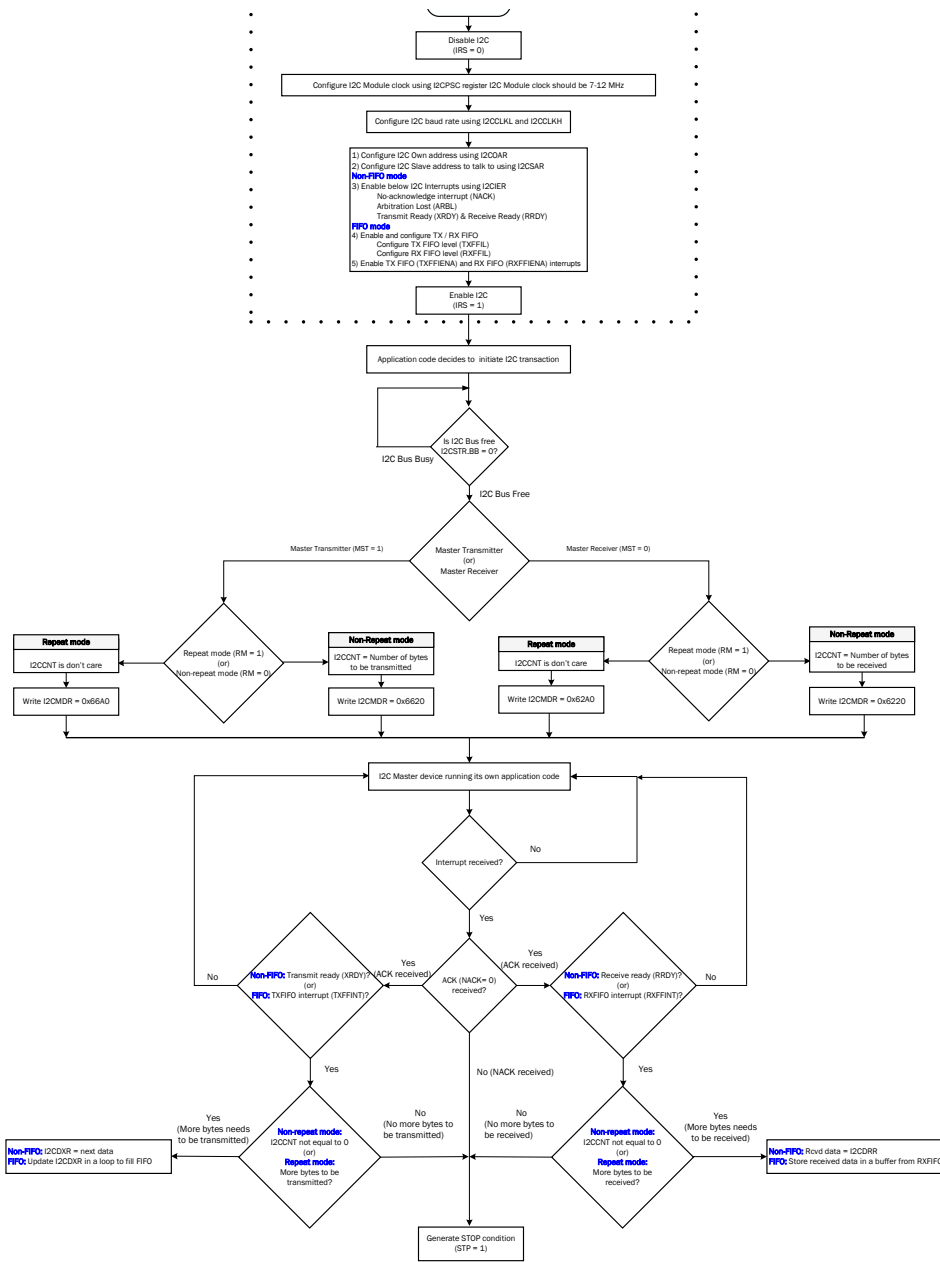 Disable I2C
(IRS = 0)
Configure I2C Module clock using I2CPSC register I2C Module clock should be 7-12 MHz
Configure I2C baud rate using I2CCLKL and I2CCLKH
1) Configure I2C Own address using I2COAR
2) Configure I2C Slave address to talk to using I2CSAR
Non-FIFO mode
3) Enable below I2C Interrupts using I2CIER
No-acknowledge interrupt (NACK)
Arbitration Lost (ARBL)
Transmit Ready (XRDY) & Receive Ready (RRDY)
FIFO mode
4) Enable and configure TX / RX FIFO
Configure TX FIFO level (TXFFIL)
Configure RX FIFO level (RXFFIL)
5) Enable TX FIFO (TXFFIENA) and RX FIFO (RXFFIENA) interrupts
Enable I2C
(IRS = 1)
Application code decides to initiate I2C transaction
Is I2C Bus free
I2CSTR.BB = 0?
I2C Bus Busy
I2C Bus Free
Master Transmitter (MST = 1)
Master Transmitter
(or)
Master Receiver
Master Receiver (MST = 0)
Repeat mode
I2CCNT is don't care
Write I2CMDR = 0x66A0
Repeat mode (RM = 1)
(or)
Non-repeat mode (RM = 0)
Non-Repeat mode
I2CCNT = Number of bytes
to be transmitted
Write I2CMDR = 0x6620
Repeat mode
I2CCNT is don't care
Write I2CMDR = 0x62A0
Repeat mode (RM = 1)
(or)
Non-repeat mode (RM = 0)
Non-Repeat mode
I2CCNT = Number of bytes
to be received
Write I2CMDR = 0x6220
I2C Master device running its own application code
Interrupt received?
No
Yes
No
Non-FIFO: Transmit ready (XRDY)?
(or)
FIFO: TXFIFO interrupt (TXFFINT)?
Yes
(ACK received)
ACK (NACK= 0)
received?
Yes
(ACK received)
Non-FIFO: Receive ready (RRDY)?
(or)
FIFO: RXFIFO interrupt (RXFFINT)?
No
Yes
No (NACK received)
Yes
Non-FIFO: I2CDXR = next data
FIFO: Update I2CDXR in a loop to fill FIFO
Yes
(More bytes needs
to be transmitted)
Non-repeat mode:
I2CCNT not equal to 0
(or)
Repeat mode:
More bytes to be
transmitted?
No
(No more bytes to
be transmitted)
No
(No more bytes to
be received)
Non-repeat mode:
I2CCNT not equal to 0
(or)
Repeat mode:
More bytes to be
received?
Yes
(More bytes needs
to be received)
Non-FIFO: Rcvd data = I2CDRR
FIFO: Store received data in a buffer from RXFIFO
Generate STOP condition
(STP = 1)